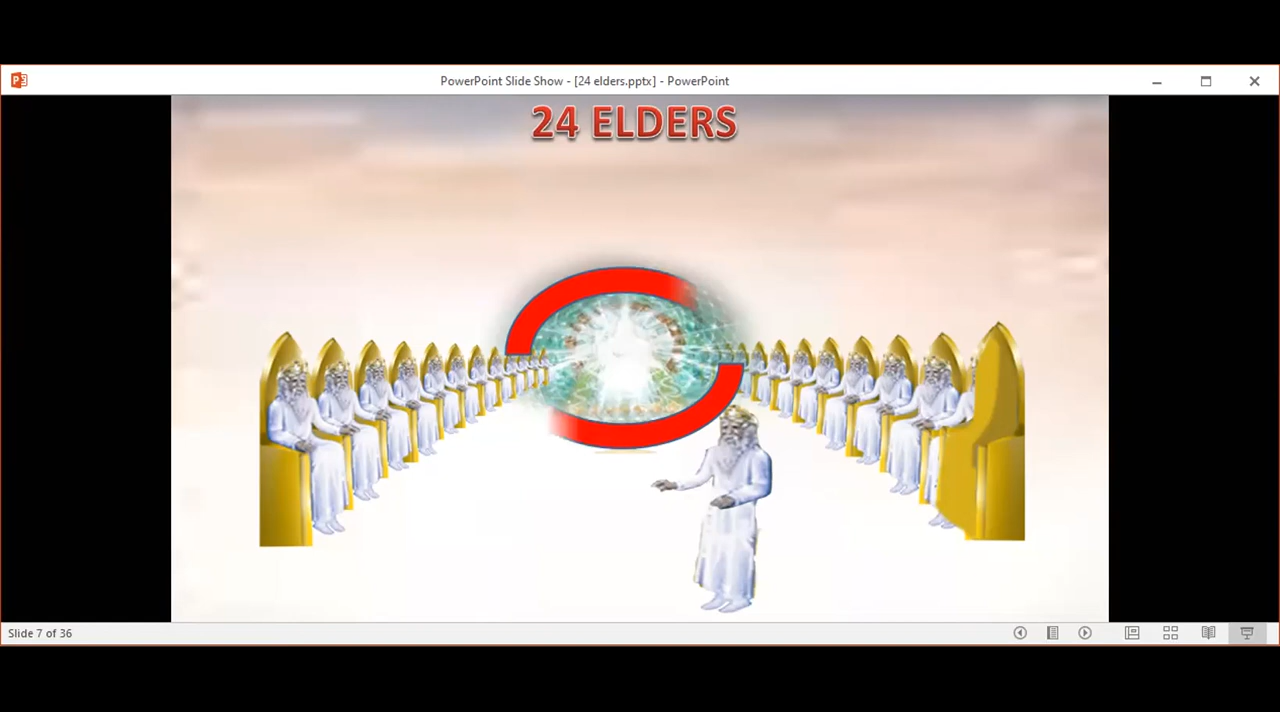 PowerPoint Slide Show - [24 elders.pptx] - PowerPoint
24 ELDERS
Slide 7 of 36